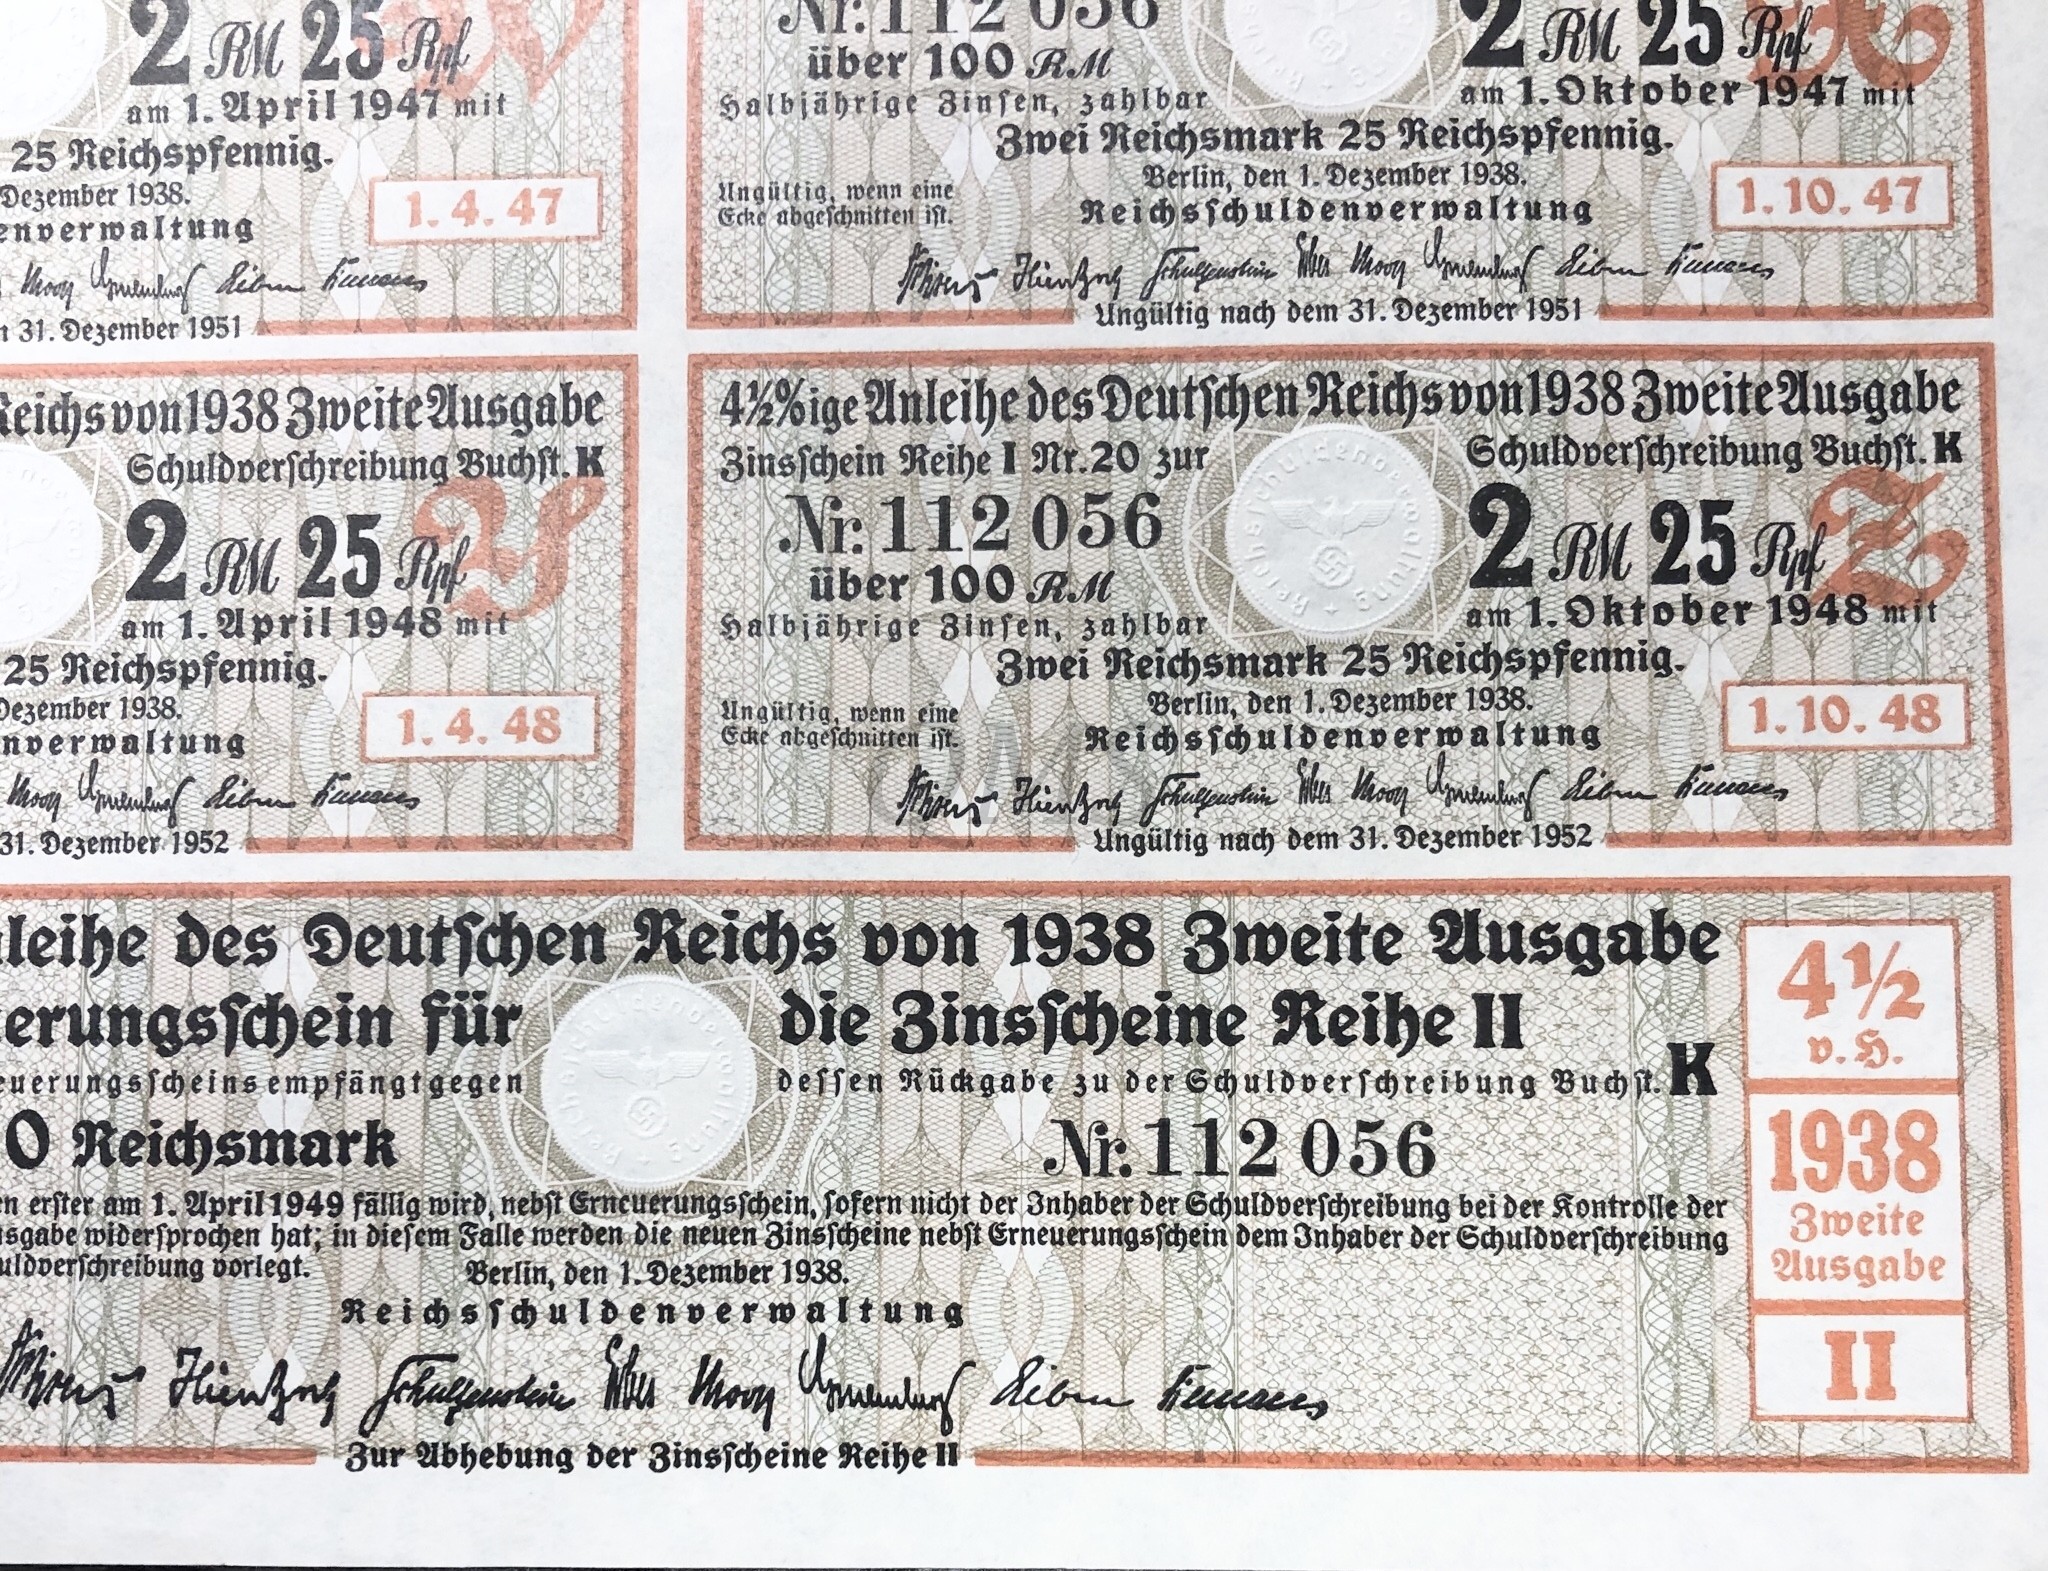 2 RM 25 Rpf
am 1. April 1947 mit
25 Reichspfennig.
Dezember 1938.
1. 4. 47
31. Dezember 1951
Nr. 112 056
über 100 RM
2 RM 25 Rpf
Halbjährige Zinsen, zahlbar
am 1. Oktober 1947 mit
Zwei Reichsmark 25 Reichspfennig.
Ungültig, wenn eine
Ecke abgeschnitten ist.
Berlin, den 1. Dezember 1938.
Reichsschuldenverwaltung
1. 10. 47
Ungültig nach dem 31. Dezember 1951
Reichs von 1938 Zweite Ausgabe
Schuldverschreibung Buchst. K
2 RM 25 Rpf
am 1. April 1948 mit
25 Reichspfennig.
Dezember 1938.
1. 4. 48
31. Dezember 1952
4½%ige Anleihe des Deutschen Reichs von 1938 Zweite Ausgabe
Zinsschein Reihe I Nr. 20 zur
Schuldverschreibung Buchst. K
Nr. 112 056
über 100 RM
Reichsschuldenverwaltung
2 RM 25 Rpf
Z
Halbjährige Zinsen, zahlbar
am 1. Oktober 1948 mit
Zwei Reichsmark 25 Reichspfennig.
Ungültig, wenn eine
Ecke abgeschnitten ist.
Berlin, den 1. Dezember 1938.
Reichsschuldenverwaltung
1. 10. 48
Ungültig nach dem 31. Dezember 1952
leihe des Deutschen Reichs von 1938 Zweite Ausgabe
erungsschein für die Zinsscheine Reihe II
euerungsscheins empfängt gegen dessen Rückgabe zu der Schuldverschreibung Buchst. K
0 Reichsmark Nr. 112 056
Reichsschuldenverwaltung
en erster am 1. April 1949 fällig wird, nebst Erneuerungsschein, sofern nicht der Inhaber der Schuldverschreibung bei der Kontrolle der
sgabe widersprochen hat; in diesem Falle werden die neuen Zinsscheine nebst Erneuerungsschein dem Inhaber der Schuldverschreibung
uldverschreibung vorlegt.
Berlin, den 1. Dezember 1938.
Reichsschuldenverwaltung
Zur Abhebung der Zinsscheine Reihe II
4½
v. H.
1938
Zweite
Ausgabe
II